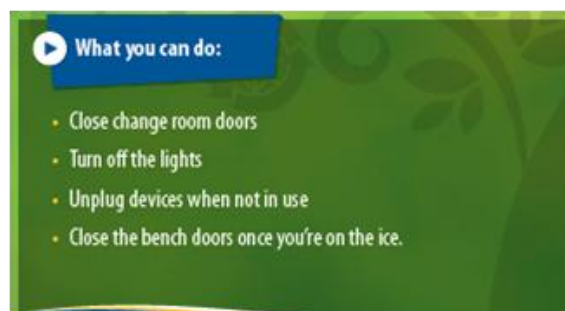 What you can do:
• Close change room doors
• Turn off the lights
• Unplug devices when not in use
• Close the bench doors once you're on the ice.